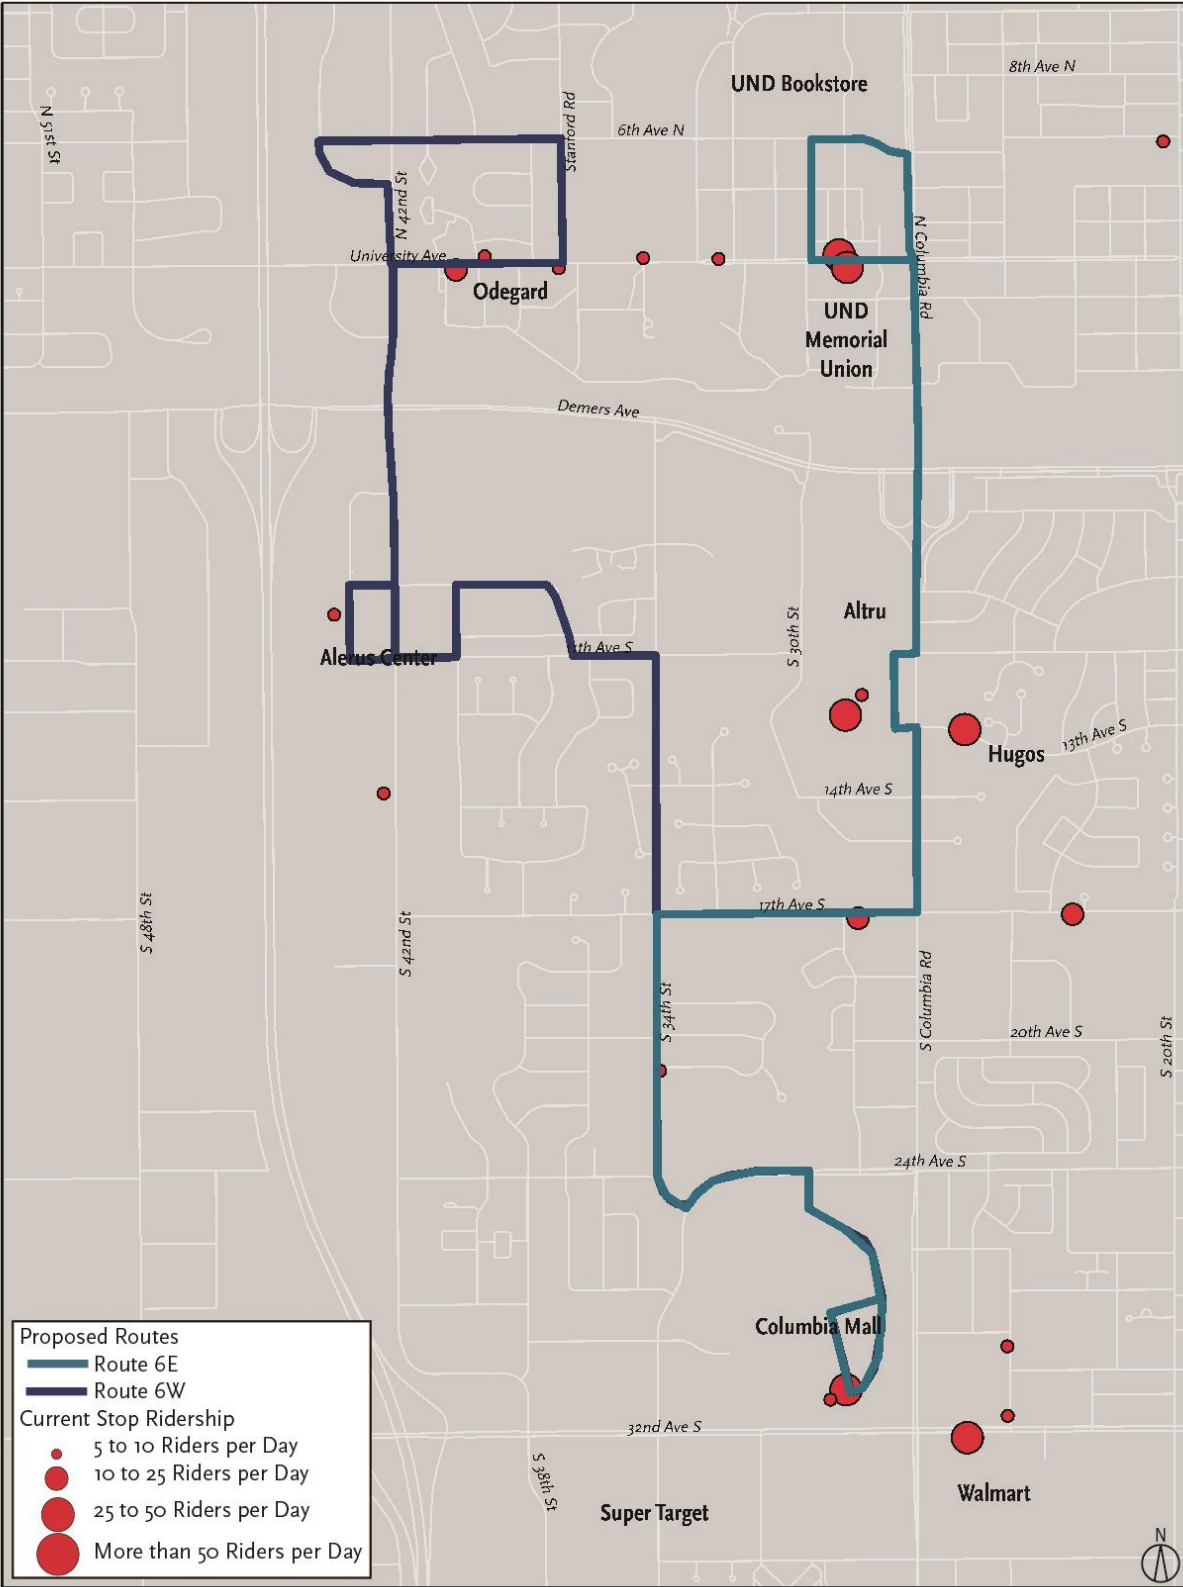 8th Ave N
UND Bookstore
N 51st St
Stanford Rd
6th Ave N
N 42nd St
N Columbia Rd
University Ave
Odegard
UND
Memorial
Union
Demers Ave
S 30th St
Altru
11th Ave S
Alerus Center
13th Ave S
Hugos
14th Ave S
17th Ave S
S 48th St
S 42nd St
S 34th St
S Columbia Rd
20th Ave S
S 20th St
24th Ave S
Columbia Mall
32nd Ave S
S 38th St
Walmart
Super Target
Proposed Routes
Route 6E
Route 6W
Current Stop Ridership
5 to 10 Riders per Day
10 to 25 Riders per Day
25 to 50 Riders per Day
More than 50 Riders per Day
N